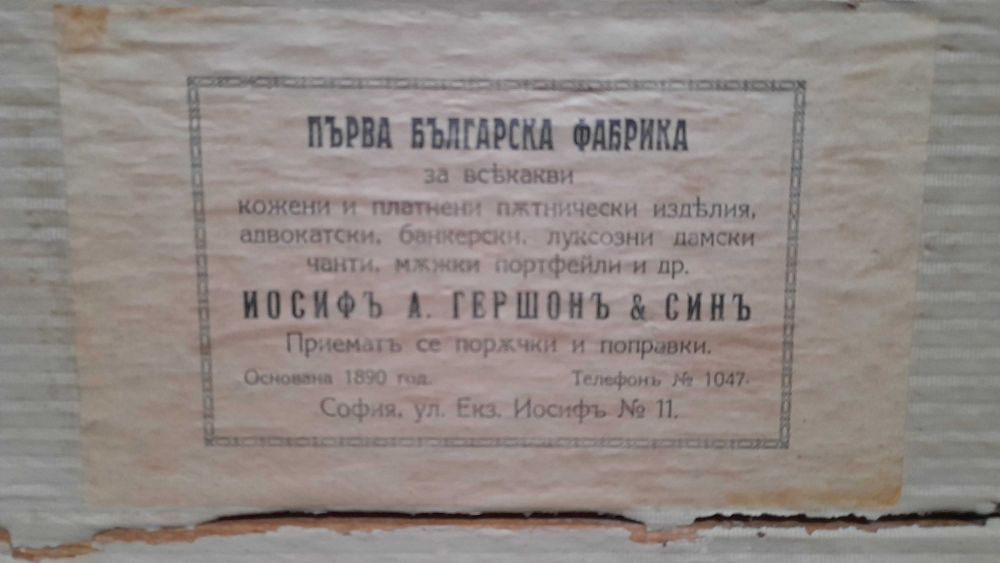 ПЪРВА БЪЛГАРСКА ФАБРИКА
за всѣкакви
кожени и платнени пѫтнически издѣлия,
адвокатски, банкерски, луксозни дамски
чанти, мѫжки портфейли и др.
ИОСИФЪ А. ГЕРШОНЪ & СИНЪ
Приематъ се порѫчки и поправки.
Основана 1890 год. Телефонъ № 1047.
София, ул. Екз. Иосифъ № 11.